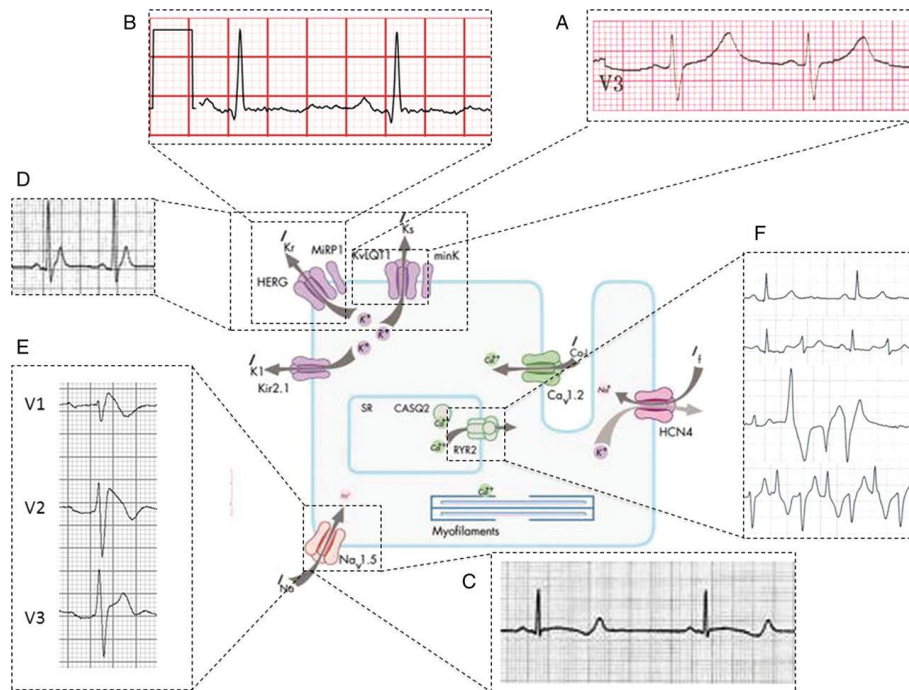 B
A
V3
D
I
Ks
I
Kr
MiRP1
KvLQT1
minK
HERG
F
K+
K+
K+
E
I
K1
Kir2.1
Ca2+
I
CaL
Cav1.2
I
f
Na+
HCN4
K+
V1
SR
CASQ2
Ca2+
Ca2+
RYR2
V2
Na+
Ca2+
Myofilaments
Nav1.5
I
Na
V3
C